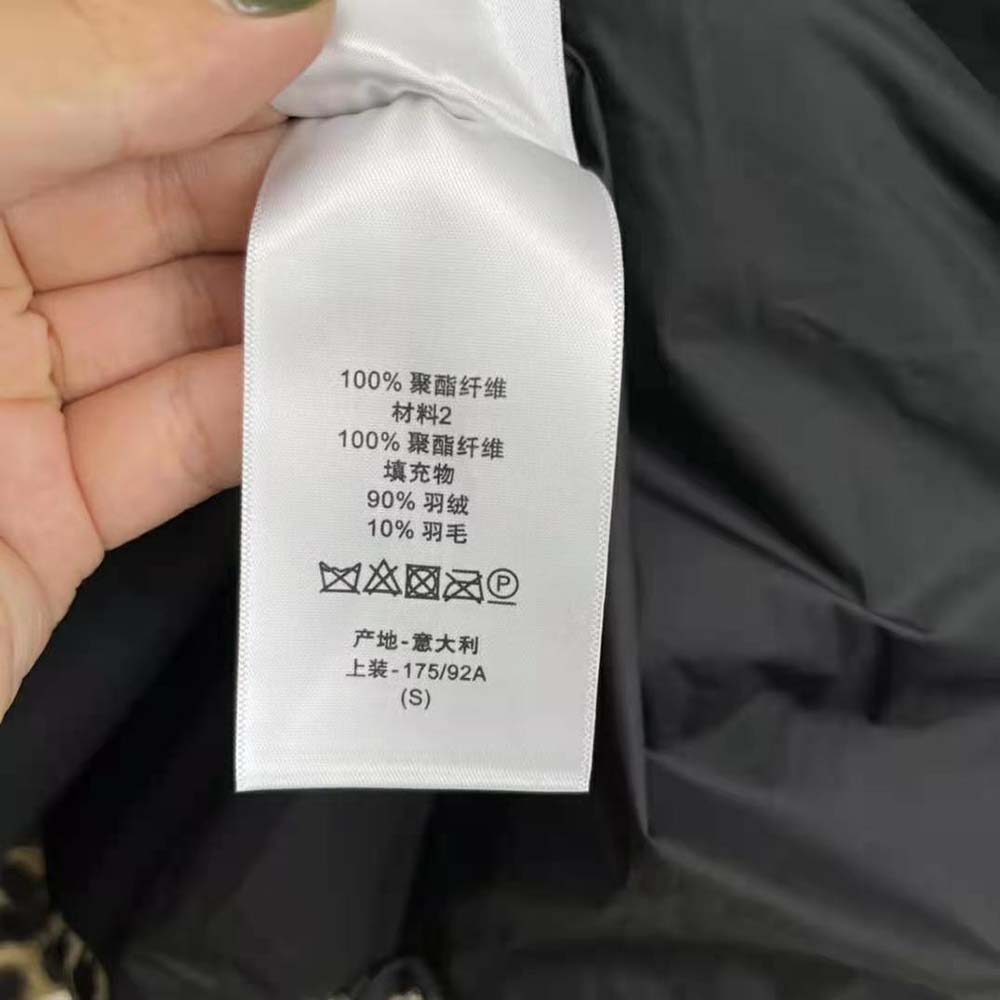 100% 聚酯纤维
材料2
100% 聚酯纤维
填充物
90% 羽绒
10% 羽毛
P
产地-意大利
上装-175/92A
(S)